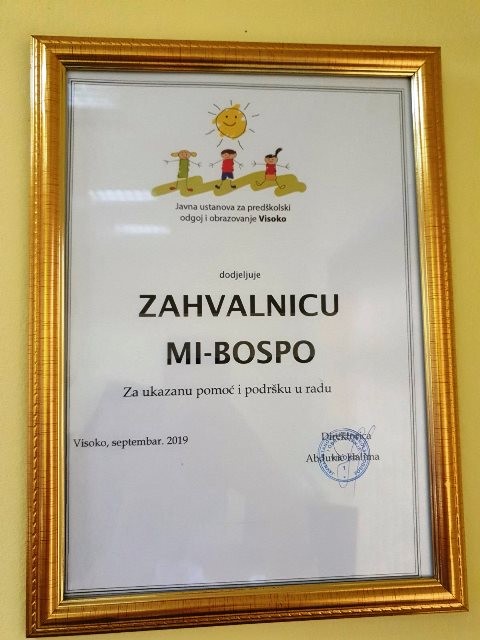 Javna ustanova za predškolski
odgoj i obrazovanje Visoko
dodjeljuje
ZAHVALNICU
MI-BOSPO
Za ukazanu pomoć i podršku u radu
Visoko, septembar. 2019
Direktorica